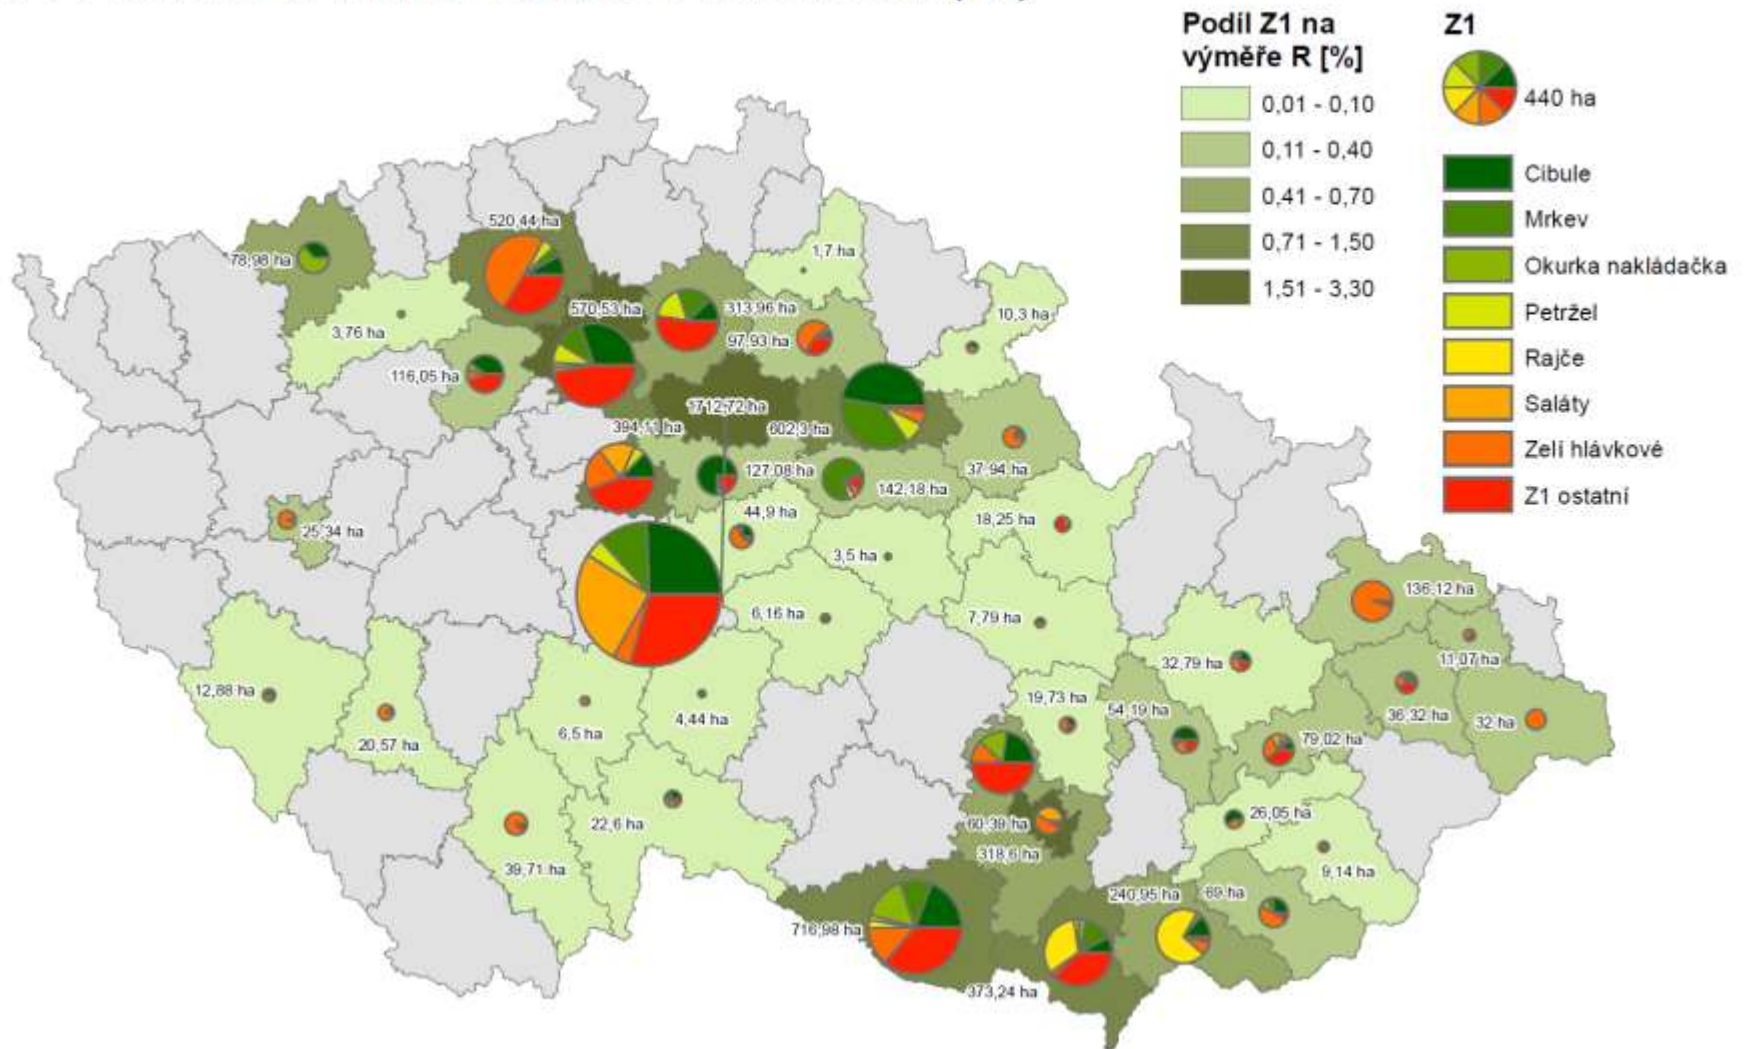 Podíl Z1 na
výměře R [%]
0,01 - 0,10
0,11 - 0,40
0,41 - 0,70
0,71 - 1,50
1,51 - 3,30
Z1
440 ha
Cibule
Mrkev
Okurka nakládačka
Petržel
Rajče
Saláty
Zelí hlávkové
Z1 ostatní
520,44 ha
78,98 ha
1,7 ha
570,53 ha
313,96 ha
10,3 ha
3,76 ha
97,93 ha
116,05 ha
1712,72 ha
394,11 ha
602,3 ha
127,08 ha
37,94 ha
142,18 ha
44,9 ha
18,25 ha
25,34 ha
3,5 ha
136,12 ha
6,16 ha
7,79 ha
11,07 ha
32,79 ha
12,88 ha
19,73 ha
54,19 ha
36,32 ha
32 ha
4,44 ha
6,5 ha
20,57 ha
79,02 ha
26,05 ha
22,6 ha
60,39 ha
318,6 ha
39,71 ha
9,14 ha
240,95 ha
69 ha
716,98 ha
373,24 ha